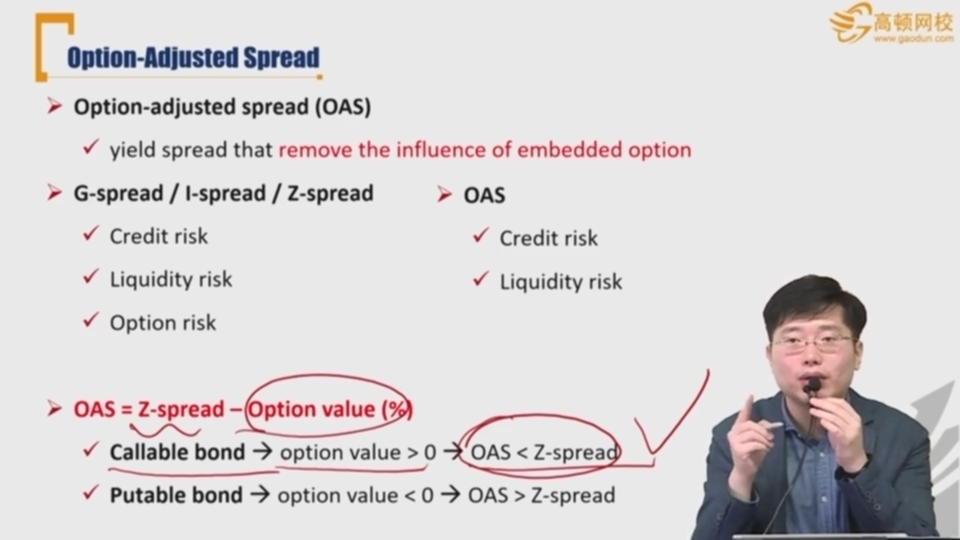 高顿网校
www.gaodun.com
Option-Adjusted Spread
Option-adjusted spread (OAS)
yield spread that remove the influence of embedded option
G-spread / I-spread / Z-spread
Credit risk
Liquidity risk
Option risk
OAS
Credit risk
Liquidity risk
OAS = Z-spread – Option value (%)
Callable bond → option value > 0 → OAS < Z-spread
Putable bond → option value < 0 → OAS > Z-spread